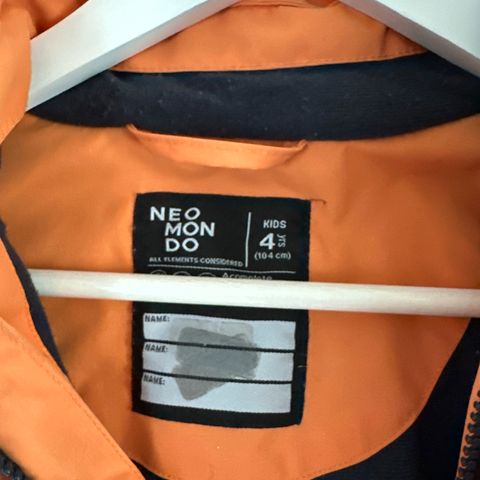 NEO
MON
DO
ALL ELEMENTS CONSIDERED
KIDS
4 YRS
(104 cm)
NAME:
NAME:
NAME: